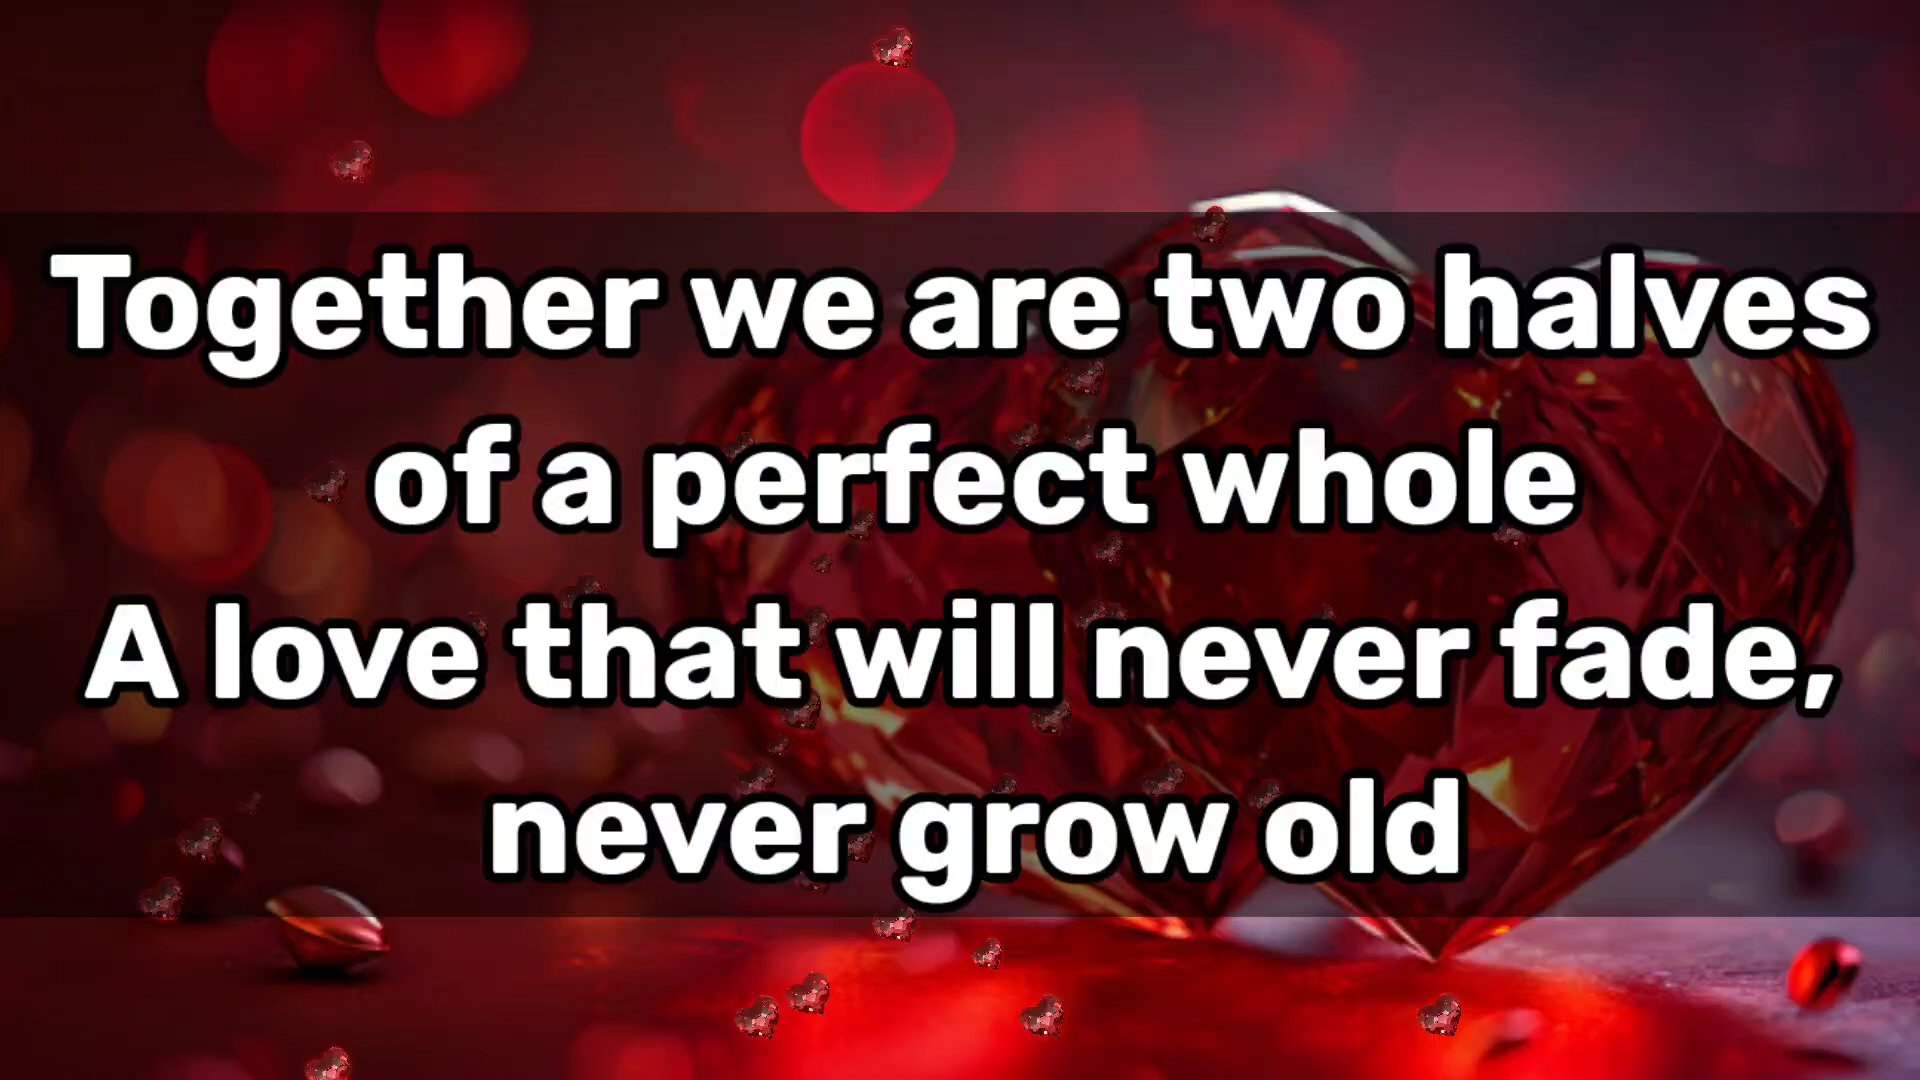 Together we are two halves
of a perfect whole
A love that will never fade,
never grow old